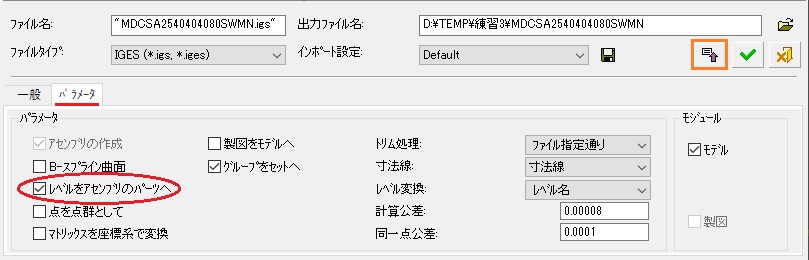 ファイル名: "MDCSA2540404080SWMN.igs" 出力ファイル名: D:¥TEMP¥練習3¥MDCSA2540404080SWMN
ファイルタイプ: IGES (*.igs, *.iges) インポート設定: Default
一般 パラメータ
パラメータ モジュール
アセンブリの作成 製図をモデルへ トリム処理: ファイル指定通り モデル
B-スプライン曲面 グループをセットへ 寸法線: 寸法線
レベルをアセンブリのパーツへ レベル変換: レベル名
点を点群として 計算公差: 0.00008 製図
マトリックスを座標系で変換 同一点公差: 0.0001